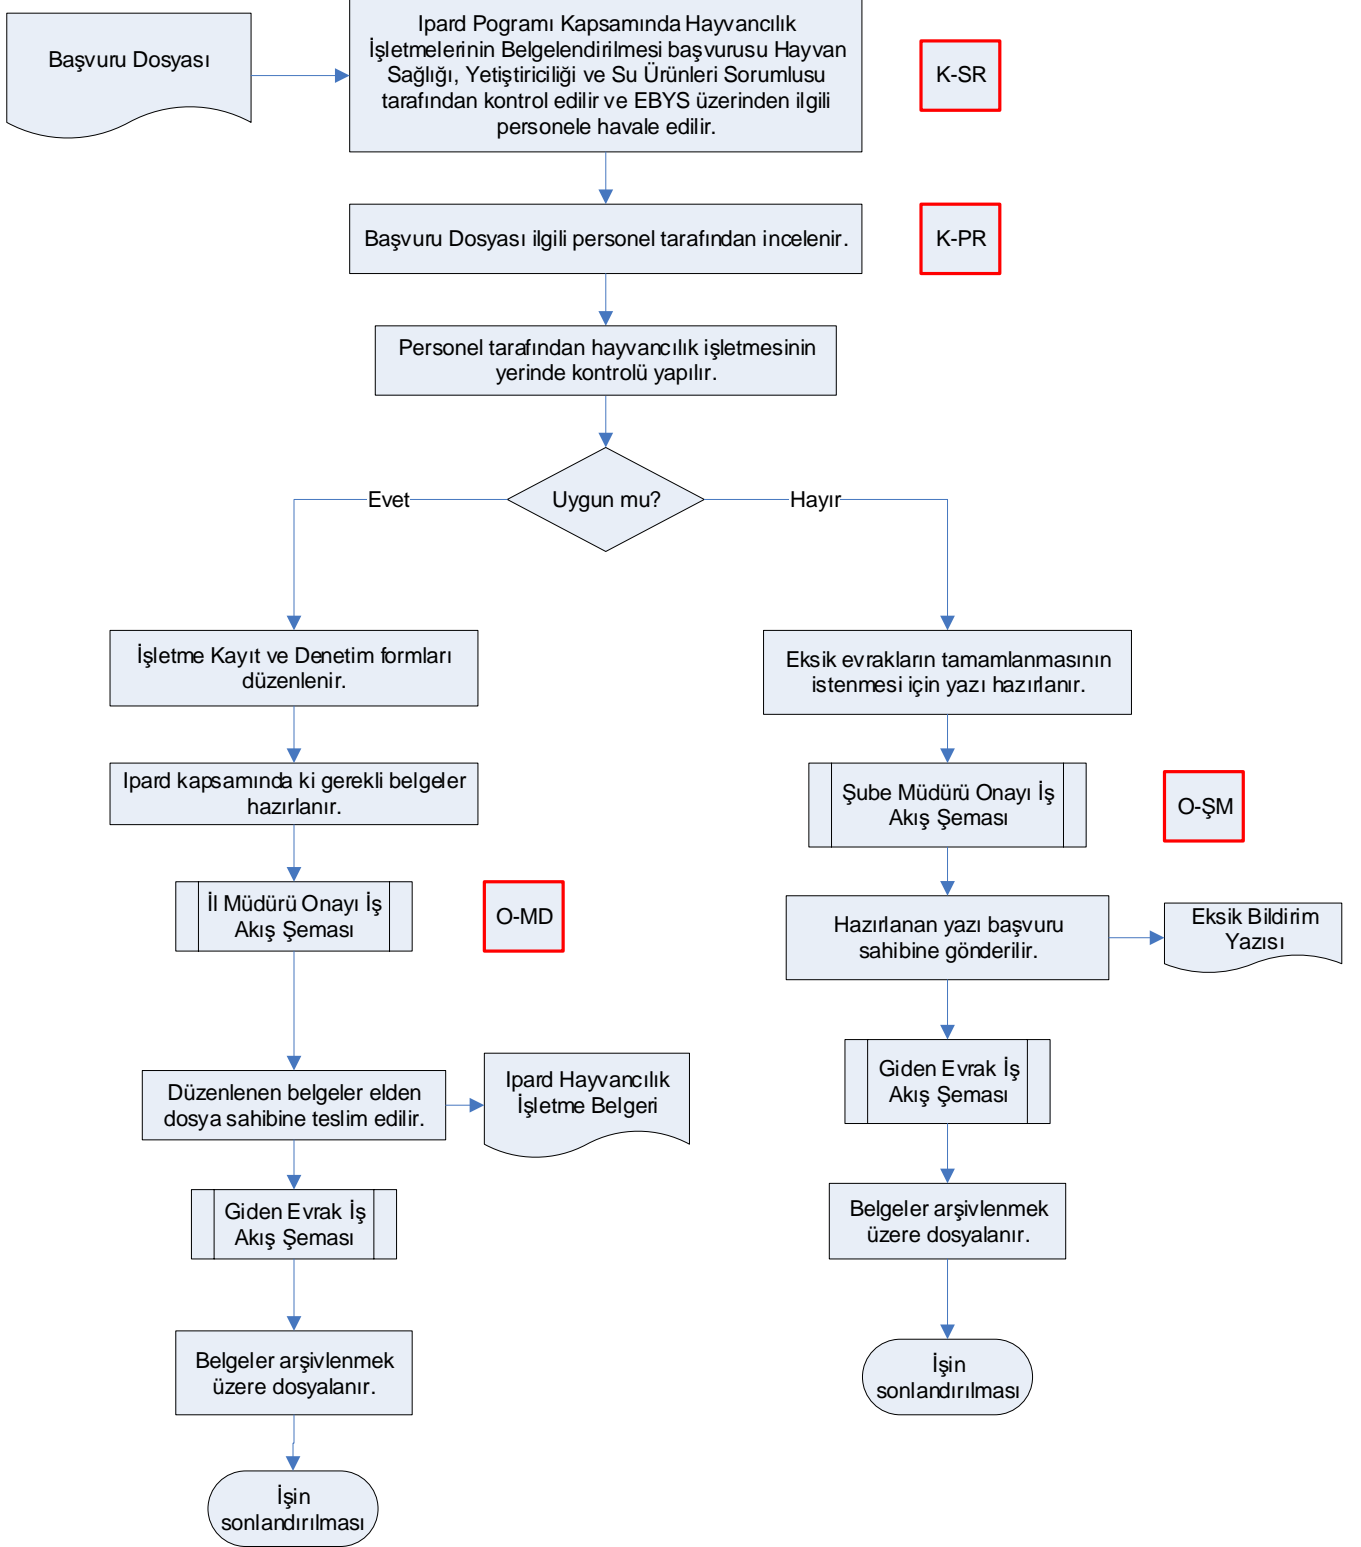 Başvuru Dosyası
Ipard Pogramı Kapsamında Hayvancılık
İşletmelerinin Belgelendirilmesi başvurusu Hayvan
Sağlığı, Yetiştiriciliği ve Su Ürünleri Sorumlusu
tarafından kontrol edilir ve EBYS üzerinden ilgili
personele havale edilir.
K-SR
Başvuru Dosyası ilgili personel tarafından incelenir.
K-PR
Personel tarafından hayvancılık işletmesinin
yerinde kontrolü yapılır.
Uygun mu?
Evet
Hayır
İşletme Kayıt ve Denetim formları
düzenlenir.
Ipard kapsamında ki gerekli belgeler
hazırlanır.
İl Müdürü Onayı İş
Akış Şeması
O-MD
Düzenlenen belgeler elden
dosya sahibine teslim edilir.
Ipard Hayvancılık
İşletme Belgeri
Giden Evrak İş
Akış Şeması
Belgeler arşivlenmek
üzere dosyalanır.
İşin
sonlandırılması
Eksik evrakların tamamlanmasının
istenmesi için yazı hazırlanır.
Şube Müdürü Onayı İş
Akış Şeması
O-ŞM
Hazırlanan yazı başvuru
sahibine gönderilir.
Eksik Bildirim
Yazısı
Giden Evrak İş
Akış Şeması
Belgeler arşivlenmek
üzere dosyalanır.
İşin
sonlandırılması